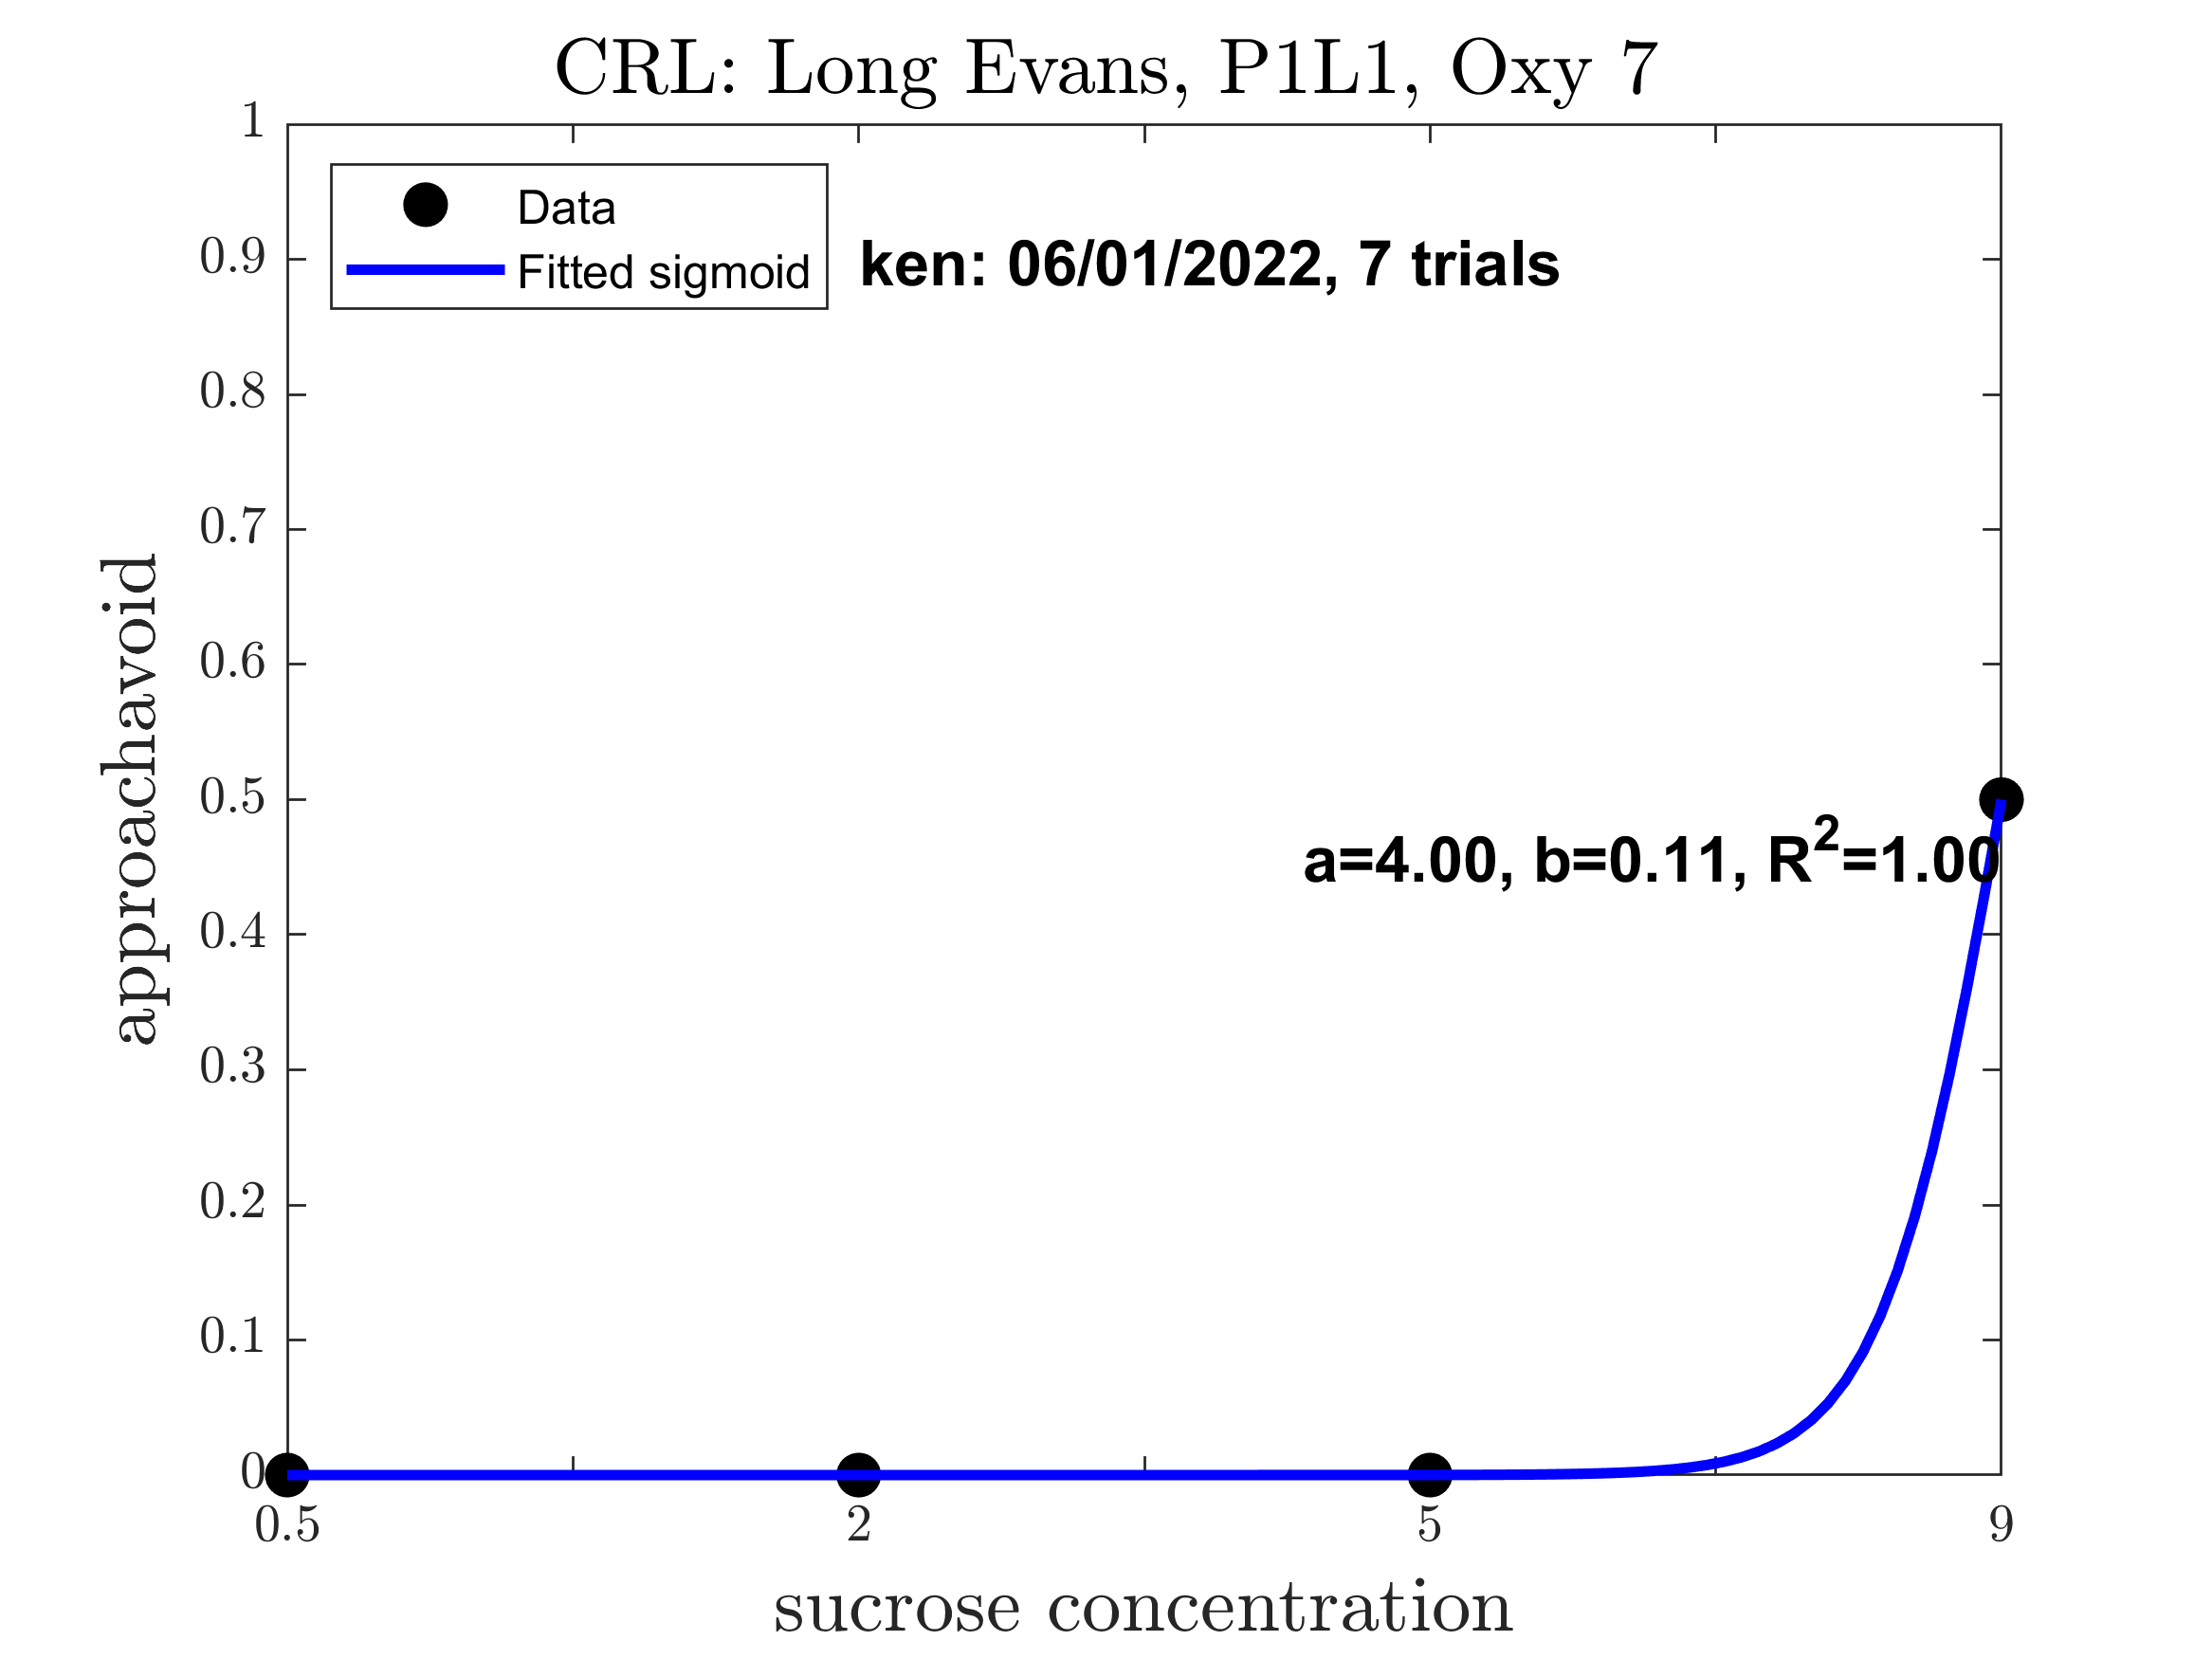 CRL: Long Evans, P1L1, Oxy 7
1
Data
Fitted sigmoid
ken: 06/01/2022, 7 trials
0.9
0.8
0.7
0.6
0.5
a=4.00, b=0.11, R²=1.00
0.4
0.3
0.2
0.1
0
0.5 2 5 9
sucrose concentration
approachavoid